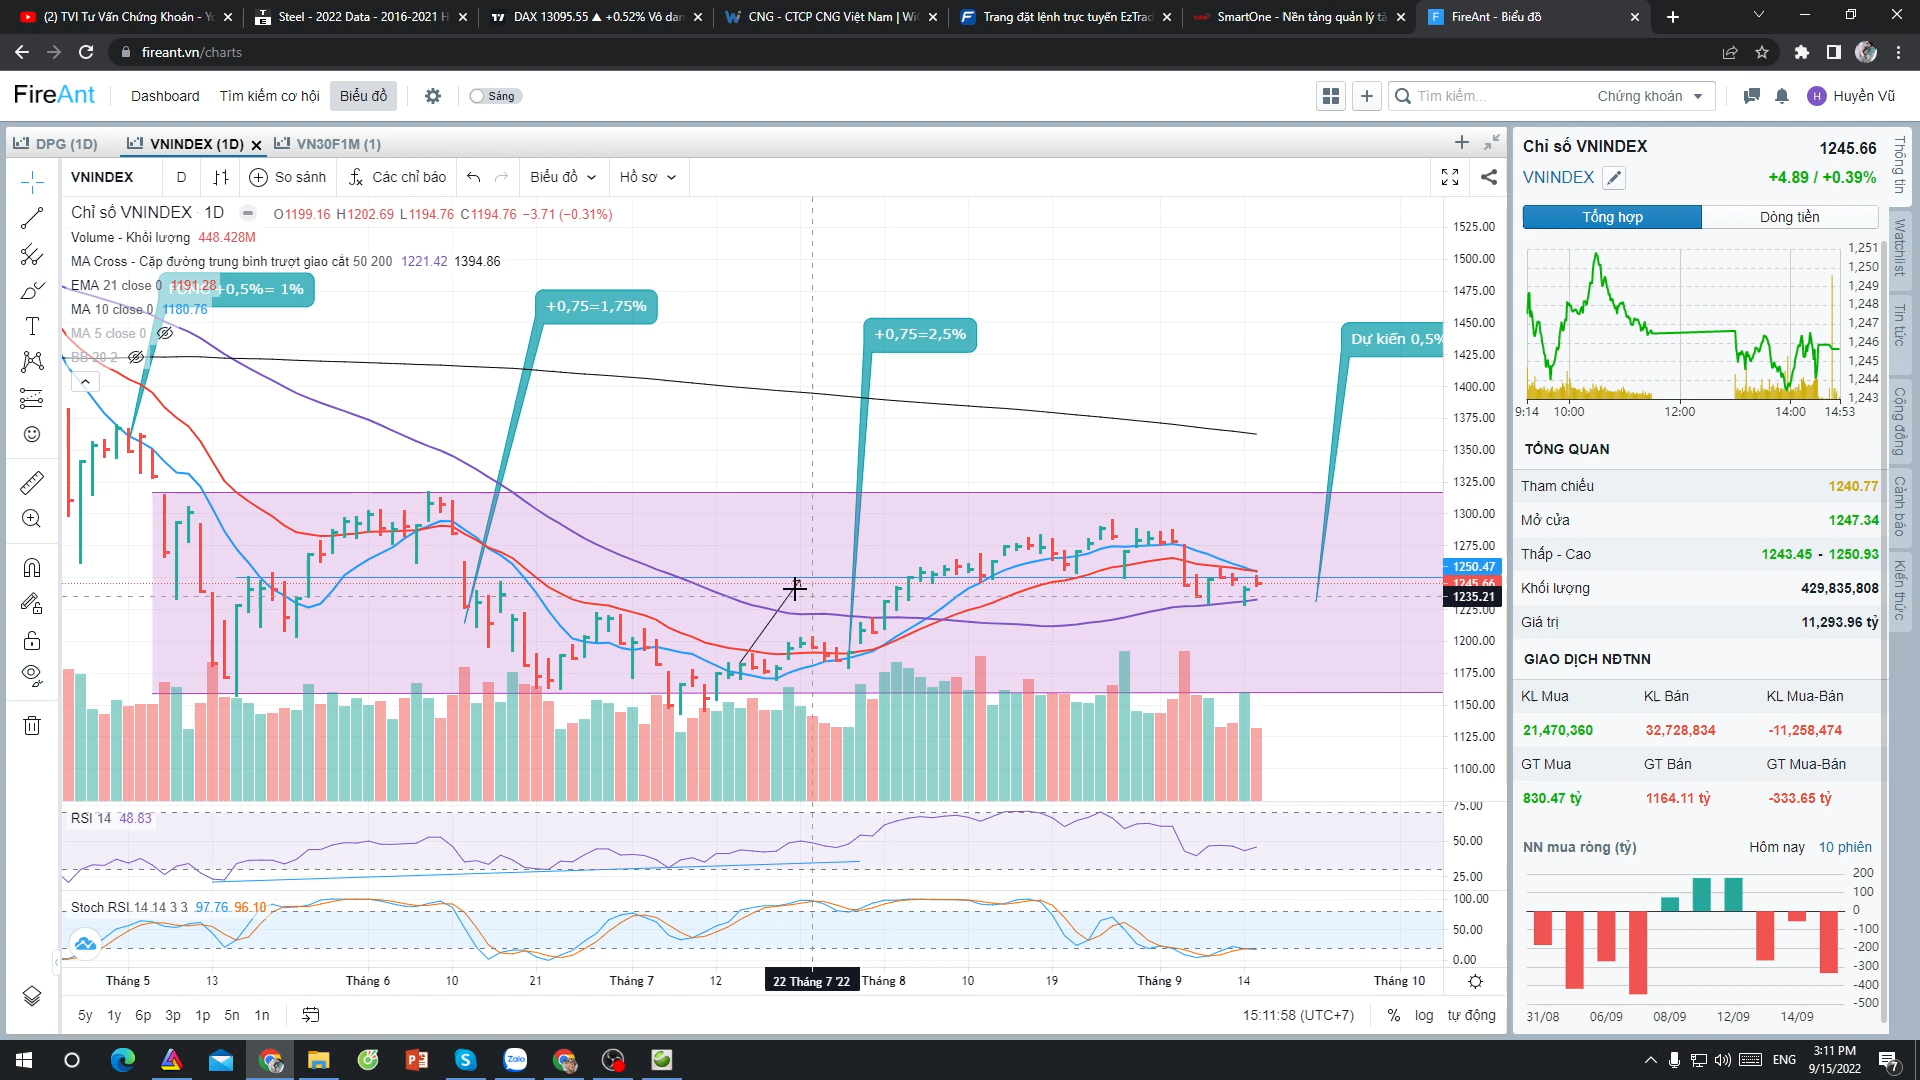 (2) TVI Tư Vấn Chứng Khoán - Yo
Steel - 2022 Data - 2016-2021 H
DAX 13095.55 ▲ +0.52% Vô dan
CNG - CTCP CNG Việt Nam | WiG
Trang đặt lệnh trực tuyến EzTrad
SmartOne - Nền tảng quản lý tà
FireAnt - Biểu đồ
fireant.vn/charts
FireAnt
Dashboard
Tìm kiếm cơ hội
Biểu đồ
Sáng
Tìm kiếm...
Chứng khoán
H
Huyền Vũ
DPG (1D)
VNINDEX (1D)
VN30F1M (1)
VNINDEX
D
So sánh
Các chỉ báo
Biểu đồ
Hồ sơ
Chỉ số VNINDEX · 1D
O1199.16 H1202.69 L1194.76 C1194.76 −3.71 (−0.31%)
Volume - Khối lượng 448.428M
MA Cross - Cặp đường trung bình trượt giao cắt 50 200 1221.42 1394.86
EMA 21 close 0 1191.28
MA 10 close 0 1180.76
MA 5 close 0
BB 20 2
+0,5%= 1%
+0,75=1,75%
+0,75=2,5%
Dự kiến 0,5%
1525.00
1500.00
1475.00
1450.00
1425.00
1400.00
1375.00
1350.00
1325.00
1300.00
1275.00
1250.47
1245.66
1235.21
1225.00
1200.00
1175.00
1150.00
1125.00
1100.00
RSI 14 48.83
75.00
50.00
25.00
Stoch RSI 14 14 3 3 97.76 96.10
100.00
50.00
0.00
Tháng 5
13
Tháng 6
10
21
Tháng 7
12
22 Tháng 7 '22
Tháng 8
10
19
Tháng 9
14
Tháng 10
5y 1y 6p 3p 1p 5n 1n
15:11:58 (UTC+7)
% log tự động
Chỉ số VNINDEX
1245.66
VNINDEX
+4.89 / +0.39%
Tổng hợp
Dòng tiền
1,251
1,250
1,249
1,248
1,247
1,246
1,245
1,244
1,243
9:14 10:00 12:00 14:00 14:53
TỔNG QUAN
Tham chiếu 1240.77
Mở cửa 1247.34
Thấp - Cao 1243.45 - 1250.93
Khối lượng 429,835,808
Giá trị 11,293.96 tỷ
GIAO DỊCH NĐTNN
KL Mua KL Bán KL Mua-Bán
21,470,360 32,728,834 -11,258,474
GT Mua GT Bán GT Mua-Bán
830.47 tỷ 1164.11 tỷ -333.65 tỷ
NN mua ròng (tỷ)
Hôm nay
10 phiên
200
100
0
-100
-200
-300
-400
-500
31/08 06/09 08/09 12/09 14/09
Thông tin
Watchlist
Tin tức
Cộng đồng
Cảnh báo
Kiến thức
Zalo
ENG
3:11 PM
9/15/2022
7